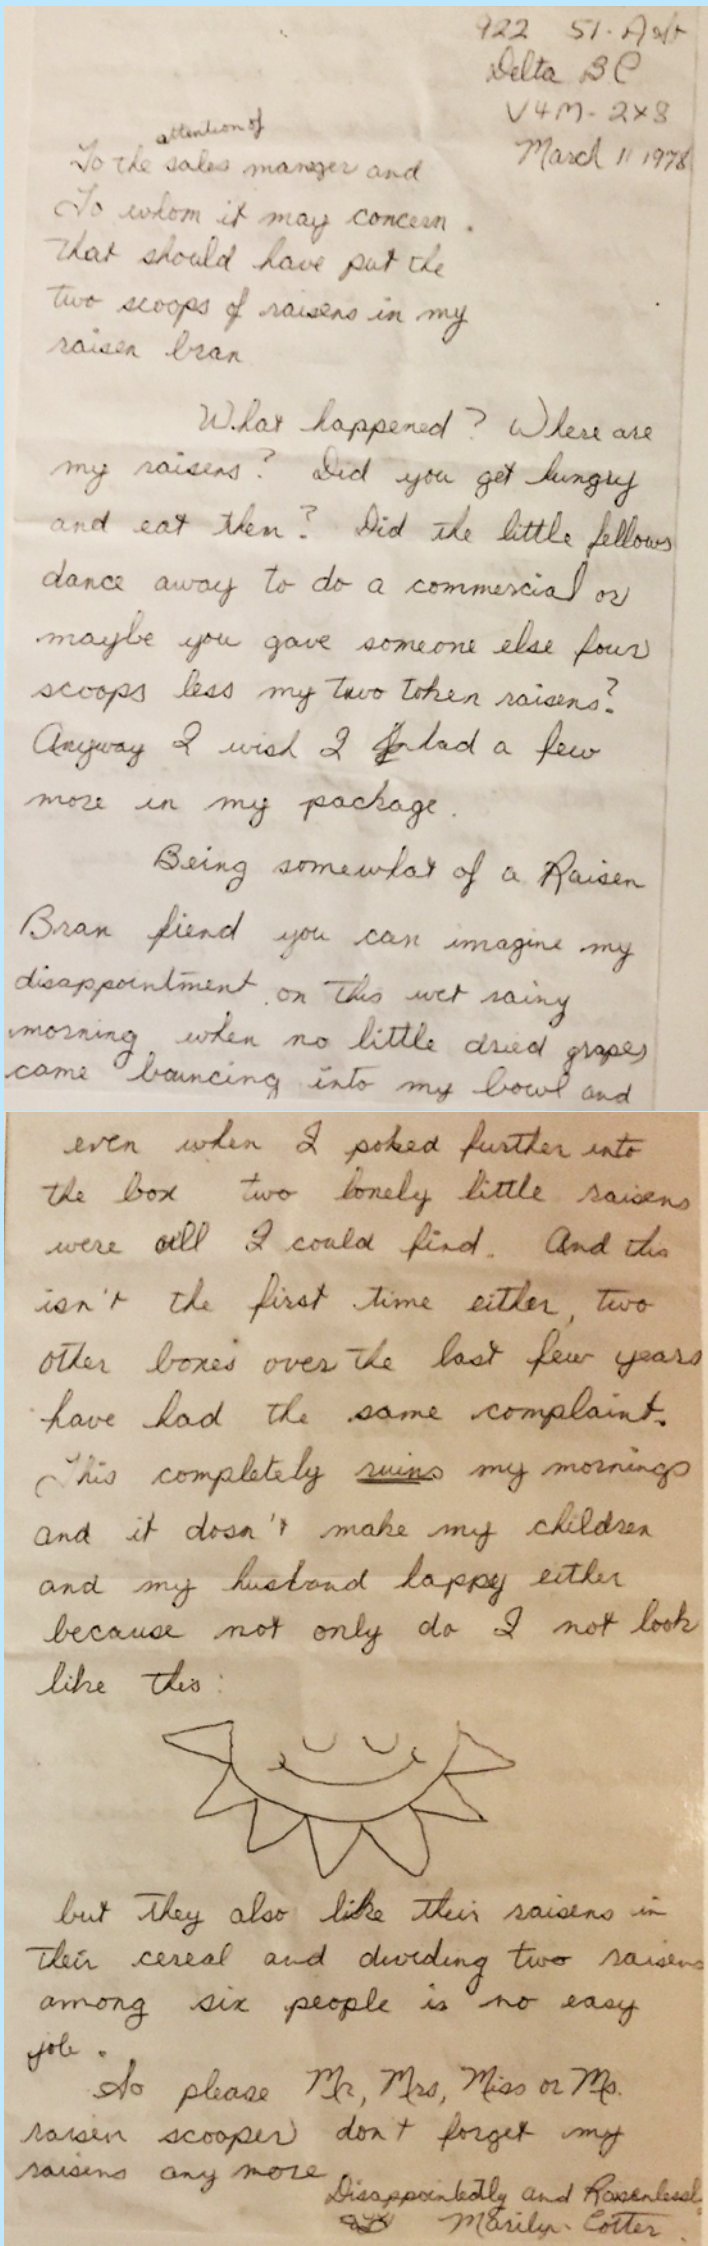 922 51. A st
Delta BC
V4M-2X8
March 11 1978
attention of
To the sales manger and
To whom it may concern.
That should have put the
two scoops of raisens in my
raisen bran
What happened? Where are
my raisens? Did you get hungry
and eat them? Did the little fellows
dance away to do a commercial or
maybe you gave someone else four
scoops less my two token raisens?
Anyway I wish I had a few
more in my package.
Being somewhat of a Raisen
Bran fiend you can imagine my
disappointment on this wet rainy
morning when no little dried grapes
came bouncing into my bowl and
even when I poked further into
the box two lonely little raisens
were all I could find. And this
isn't the first time either, two
other boxes over the last few years
have had the same complaint.
This completely ruins my mornings
and it dosn't make my children
and my husband happy either
because not only do I not look
like this:
but they also like their raisens in
their cereal and dividing two raisens
among six people is no easy
job.
So please Mr, Mrs, Miss or Ms.
raisen scooper don't forget my
raisens any more
Disappointedly and Raisenlessl
Marilyn Cotter.